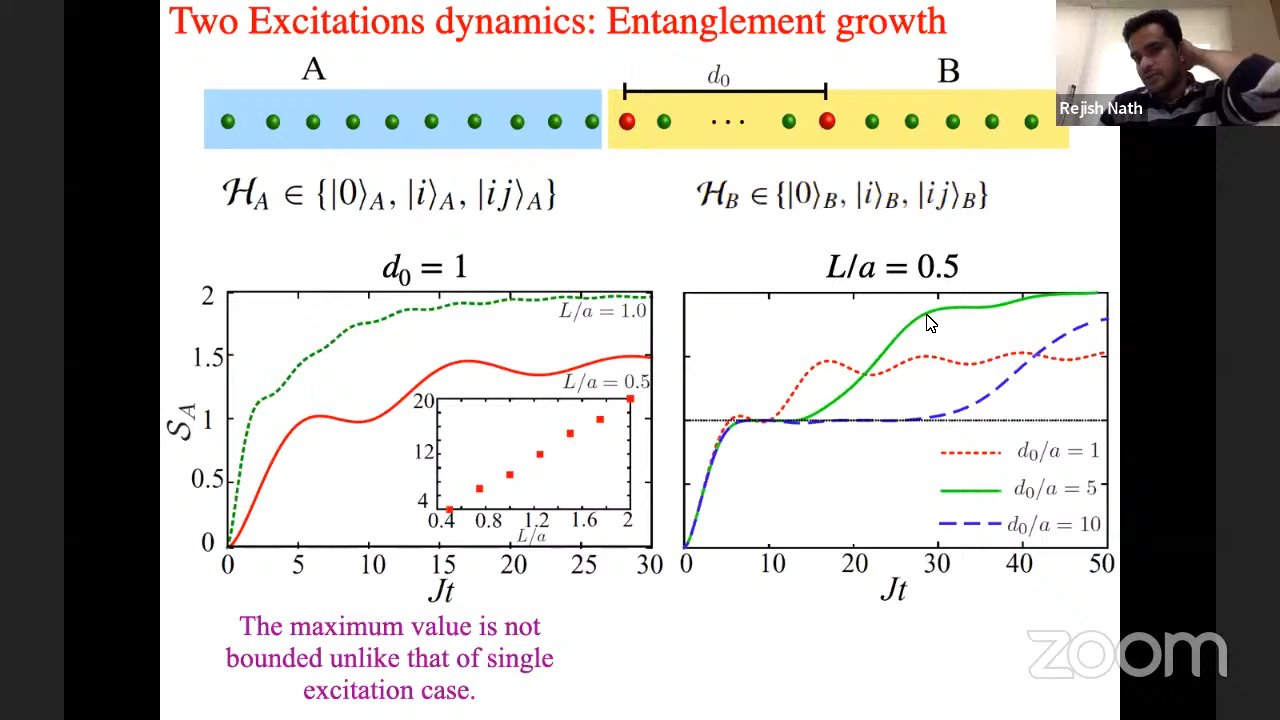 Two Excitations dynamics: Entanglement growth
A
d₀
B
Rejish Nath
ℋ_A ∈ {|0⟩_A, |i⟩_A, |ij⟩_A}
ℋ_B ∈ {|0⟩_B, |i⟩_B, |ij⟩_B}
d₀ = 1
L/a = 0.5
2
1.5
1
0.5
0
𝒮_A
L/a = 1.0
L/a = 0.5
20
12
4
0.4 0.8 1.2 1.6 2
L/a
0 5 10 15 20 25 30
Jt
d₀/a = 1
d₀/a = 5
d₀/a = 10
0 10 20 30 40 50
Jt
The maximum value is not
bounded unlike that of single
excitation case.
zoom